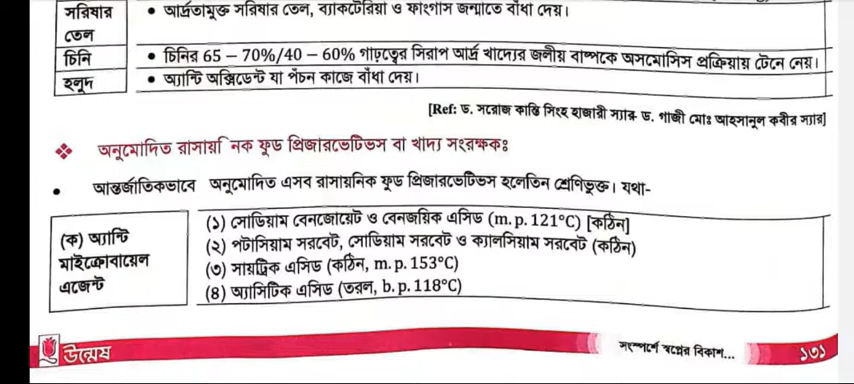 সরিষার তেল
• আর্দ্রতামুক্ত সরিষার তেল, ব্যাকটেরিয়া ও ফাংগাস জন্মাতে বাঁধা দেয়।
চিনি
• চিনির 65 – 70%/40 – 60% গাঢ়ত্বের সিরাপ আর্দ্র খাদ্যের জলীয় বাষ্পকে অসমোসিস প্রক্রিয়ায় টেনে নেয়।
হলুদ
• অ্যান্টি অক্সিডেন্ট যা পঁচন কাজে বাঁধা দেয়।
[Ref: ড. সরোজ কান্তি সিংহ হাজারী স্যার ড. গাজী মোঃ আহসানুল কবীর স্যার]
❖ অনুমোদিত রাসায়নিক ফুড প্রিজারভেটিভস বা খাদ্য সংরক্ষকঃ
• আন্তর্জাতিকভাবে অনুমোদিত এসব রাসায়নিক ফুড প্রিজারভেটিভস হলেতিন শ্রেণিভুক্ত। যথা-
(ক) অ্যান্টি
মাইক্রোবায়েল
এজেন্ট
(১) সোডিয়াম বেনজোয়েট ও বেনজয়িক এসিড (m. p. 121°C) [কঠিন]
(২) পটাসিয়াম সরবেট, সোডিয়াম সরবেট ও ক্যালসিয়াম সরবেট (কঠিন)
(৩) সায়ট্রিক এসিড (কঠিন, m. p. 153°C)
(4) অ্যাসিটিক এসিড (তরল, b. p. 118°C)
উন্মেষ
সংস্পর্শে স্বপ্নের বিকাশ...
১৩১